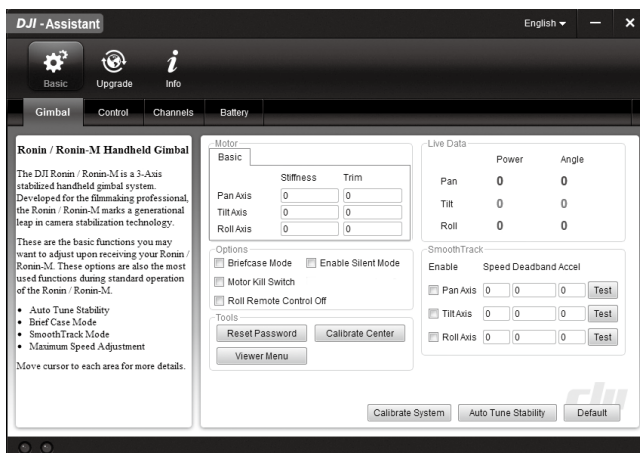 DJI - Assistant
English
Basic
Upgrade
Info
Gimbal Control Channels Battery
Ronin / Ronin-M Handheld Gimbal
The DJI Ronin / Ronin-M is a 3-Axis
stabilized handheld gimbal system.
Developed for the filmmaking professional,
the Ronin / Ronin-M marks a generational
leap in camera stabilization technology.
These are the basic functions you may
want to adjust upon receiving your Ronin /
Ronin-M. These options are also the most
used functions during standard operation
of the Ronin / Ronin-M.
• Auto Tune Stability
• Brief Case Mode
• SmoothTrack Mode
• Maximum Speed Adjustment
Move cursor to each area for more details.
Motor
Basic
Stiffness Trim
Pan Axis 0 0
Tilt Axis 0 0
Roll Axis 0 0
Options
Briefcase Mode Enable Silent Mode
Motor Kill Switch
Roll Remote Control Off
Tools
Reset Password Calibrate Center
Viewer Menu
Live Data
Power Angle
Pan 0 0
Tilt 0 0
Roll 0 0
SmoothTrack
Enable Speed Deadband Accel
Pan Axis 0 0 0 Test
Tilt Axis 0 0 0 Test
Roll Axis 0 0 0 Test
dji
Calibrate System Auto Tune Stability Default